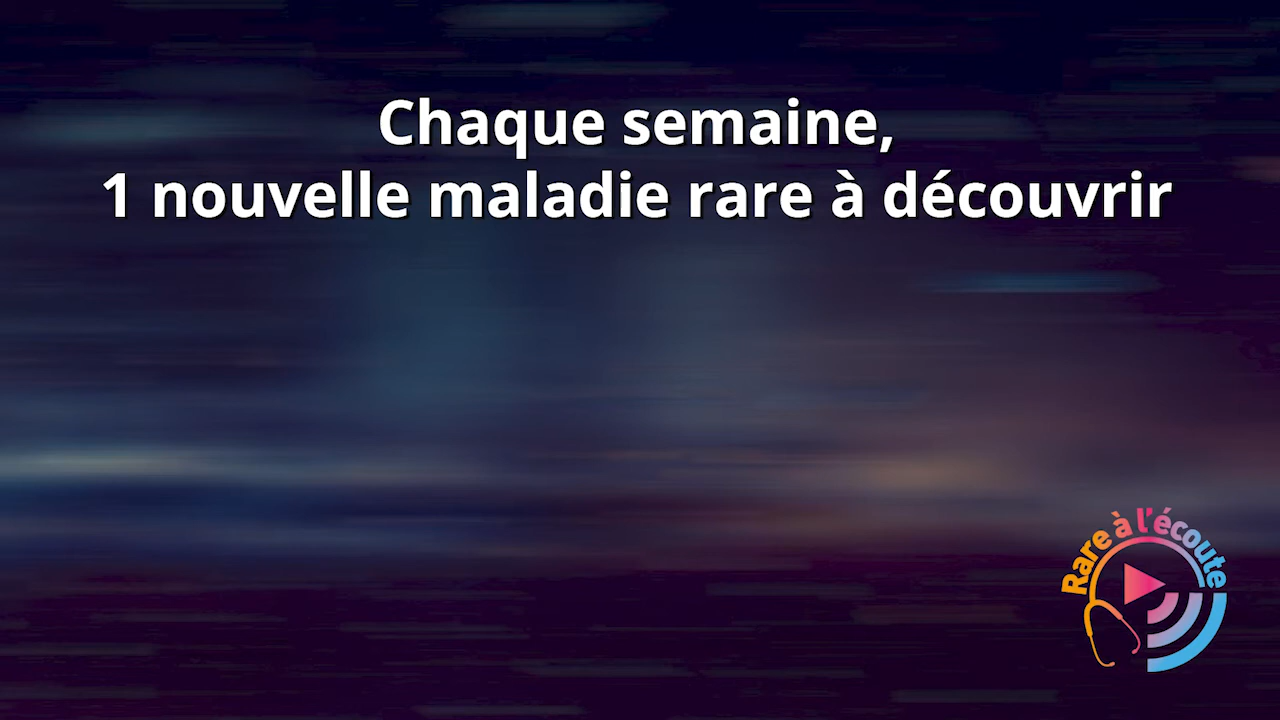 Chaque semaine,
1 nouvelle maladie rare à découvrir
Rare à l'écoute